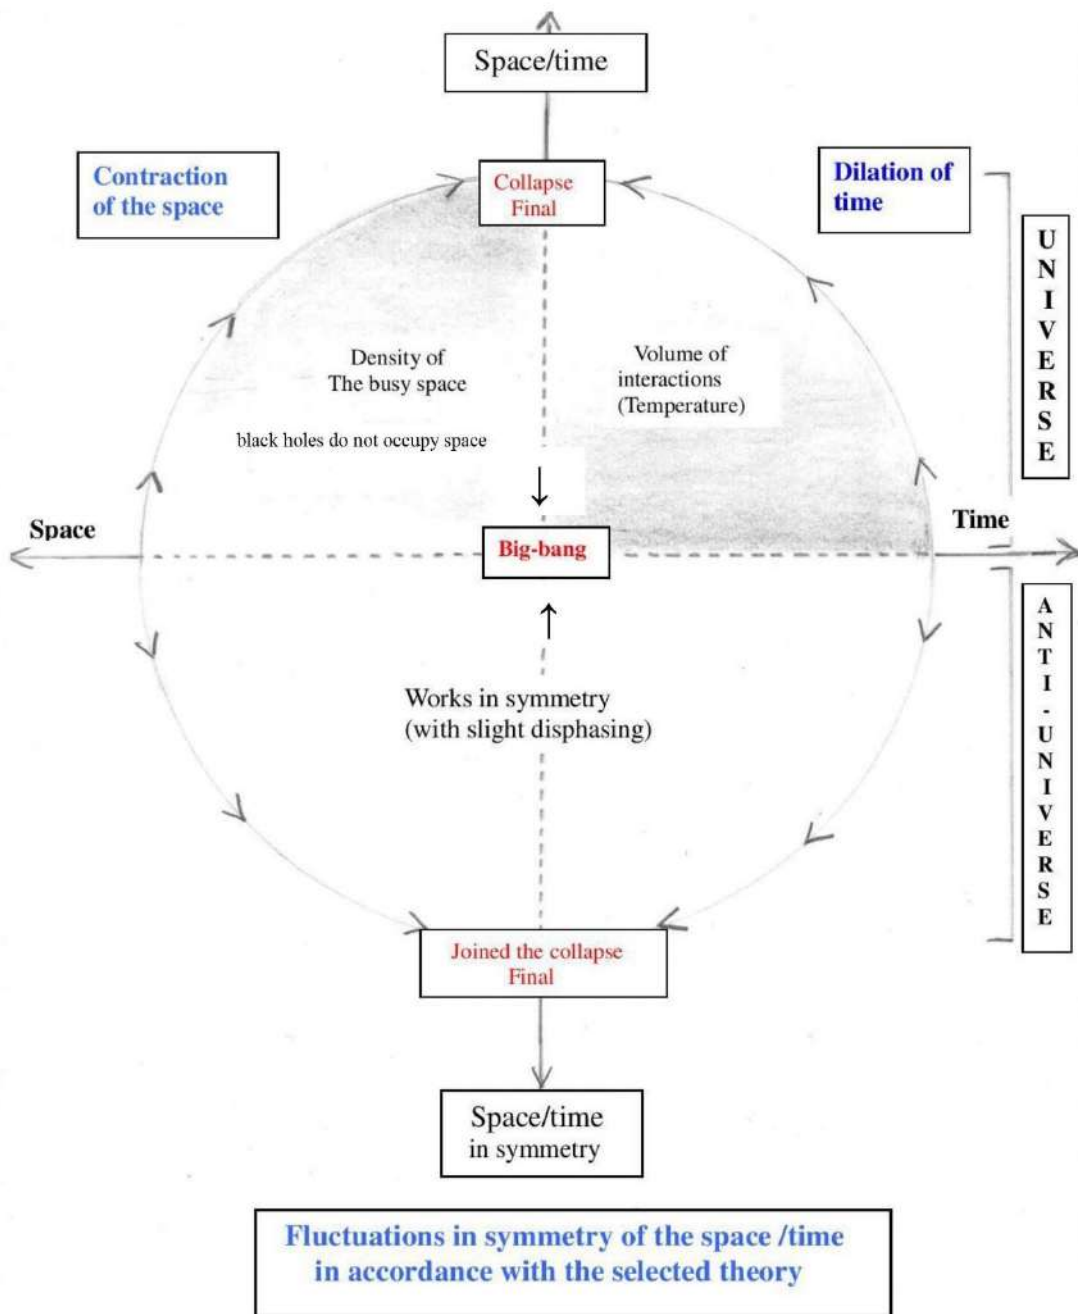 Space/time
Contraction
of the space
Collapse
Final
Dilation of
time
UNIVERSE
Density of
The busy space
Volume of
interactions
(Temperature)
black holes do not occupy space
Space
Big-bang
Time
ANTI-UNIVERSE
Works in symmetry
(with slight disphasing)
Joined the collapse
Final
Space/time
in symmetry
Fluctuations in symmetry of the space /time
in accordance with the selected theory